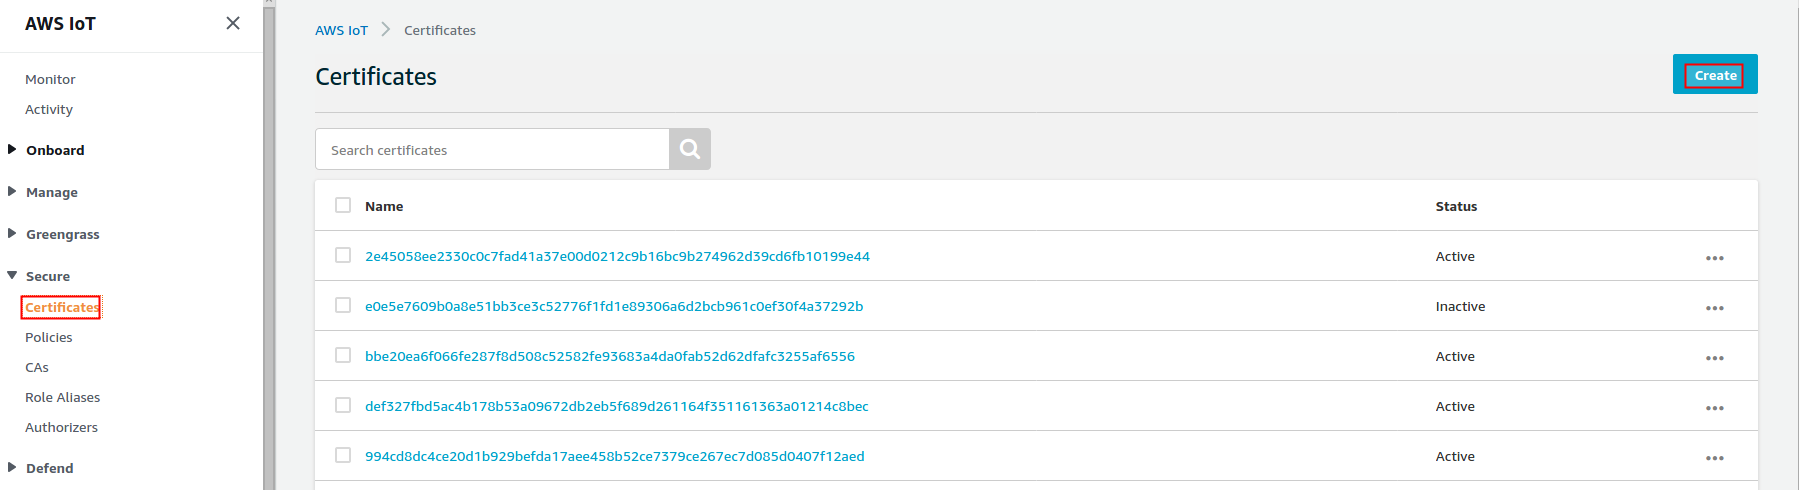 AWS IoT
Monitor
Activity
Onboard
Manage
Greengrass
Secure
Certificates
Policies
CAs
Role Aliases
Authorizers
Defend
AWS IoT Certificates
Certificates
Create
Search certificates
Name Status
2e45058ee2330c0c7fad41a37e00d0212c9b16bc9b274962d39cd6fb10199e44 Active
e0e5e7609b0a8e51bb3ce3c52776f1fd1e89306a6d2bcb961c0ef30f4a37292b Inactive
bbe20ea6f066fe287f8d508c52582fe93683a4da0fab52d62dfafc3255af6556 Active
def327fbd5ac4b178b53a09672db2eb5f689d261164f351161363a01214c8bec Active
994cd8dc4ce20d1b929befda17aee458b52ce7379ce267ec7d085d0407f12aed Active